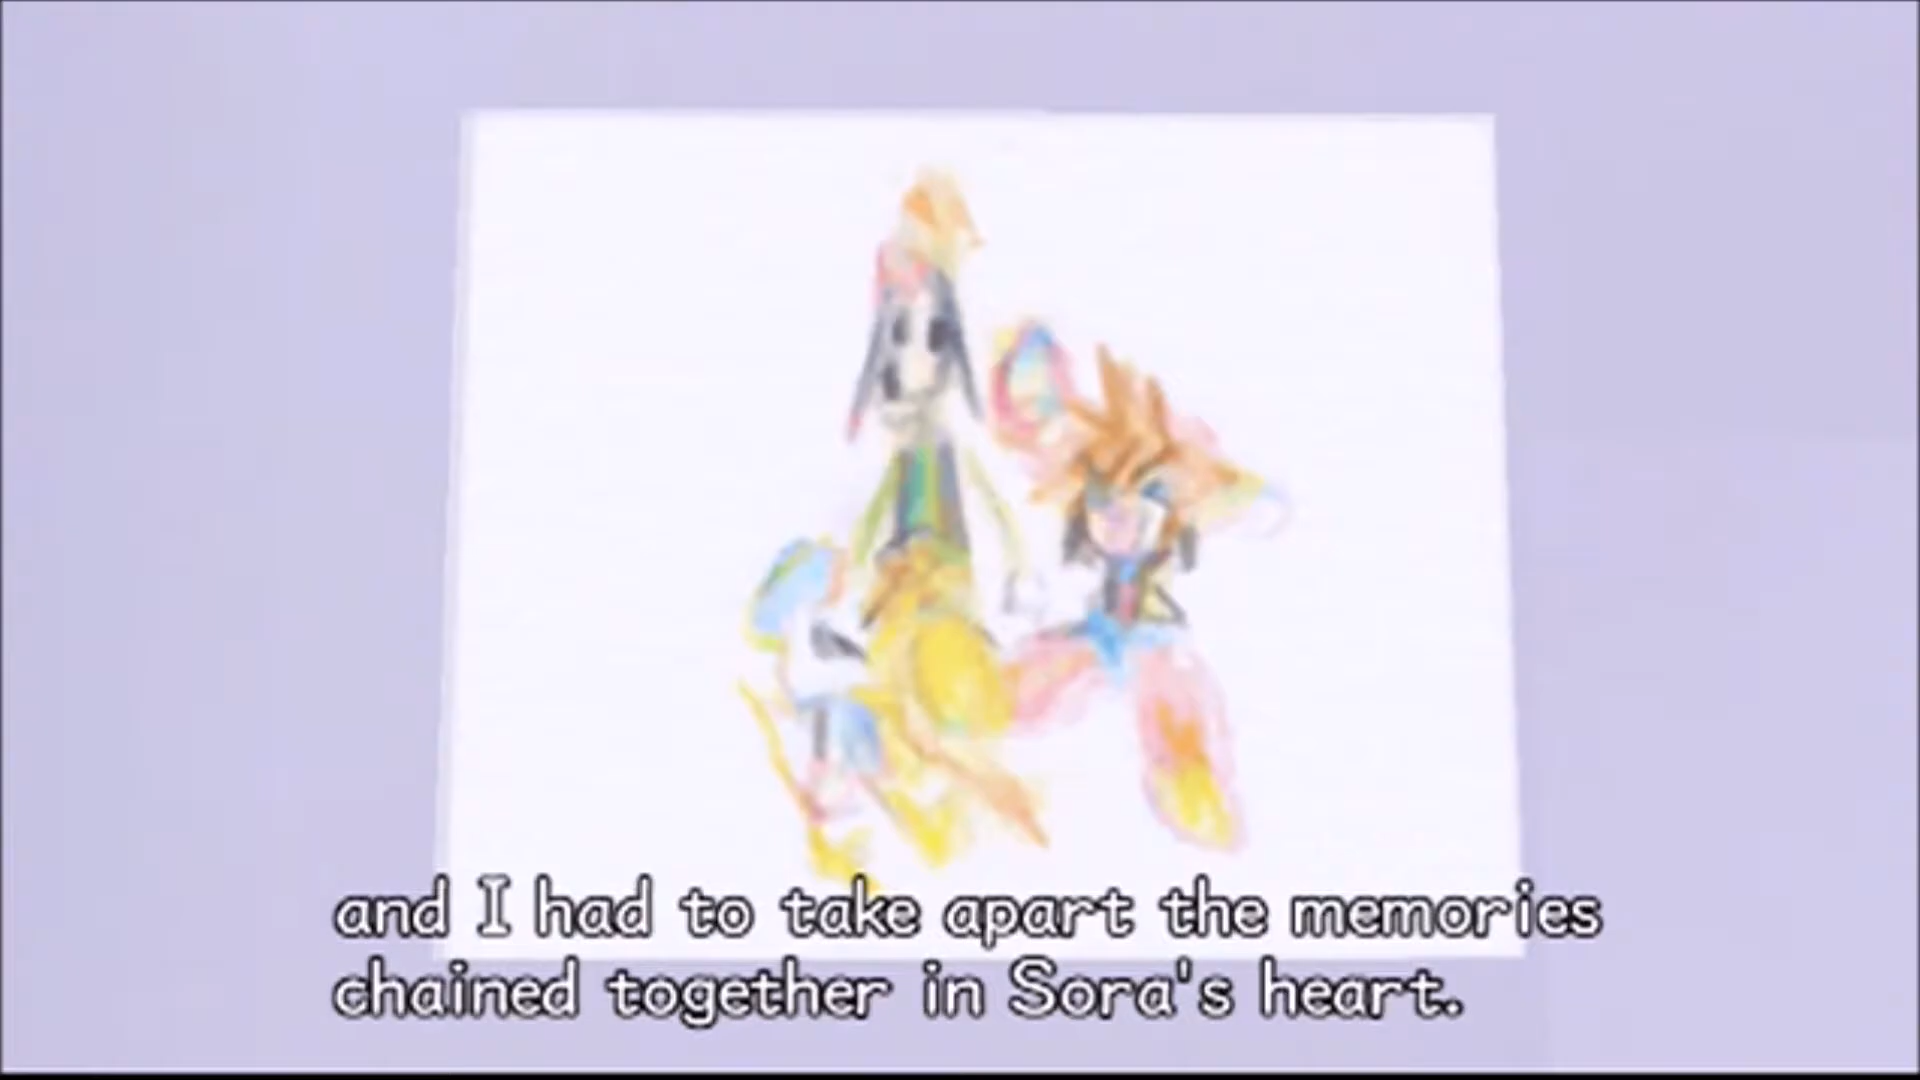 and I had to take apart the memories
chained together in Sora's heart.